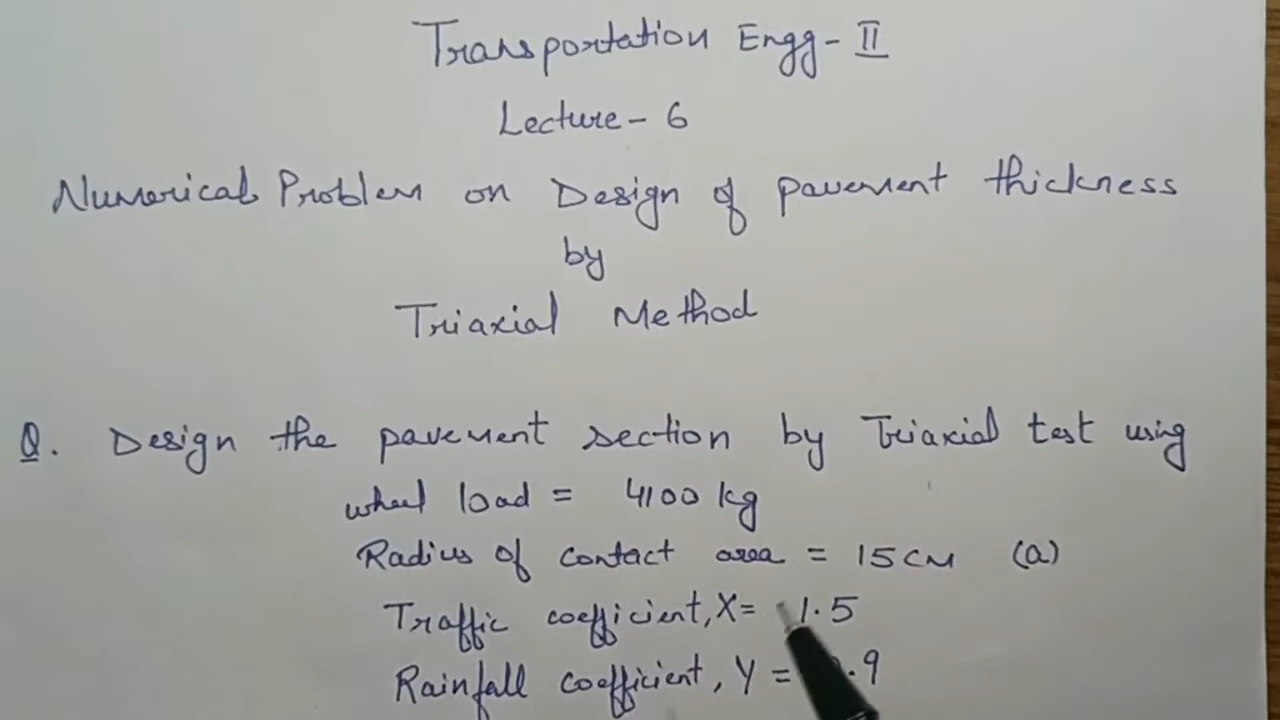 Transportation Engg - II
Lecture - 6
Numerical Problem on Design of pavement thickness
by
Triaxial Method
Q. Design the pavement section by Triaxial test using
wheel load = 4100 kg
Radius of contact area = 15 cm (a)
Traffic coefficient, X = 1.5
Rainfall coefficient, Y = .9